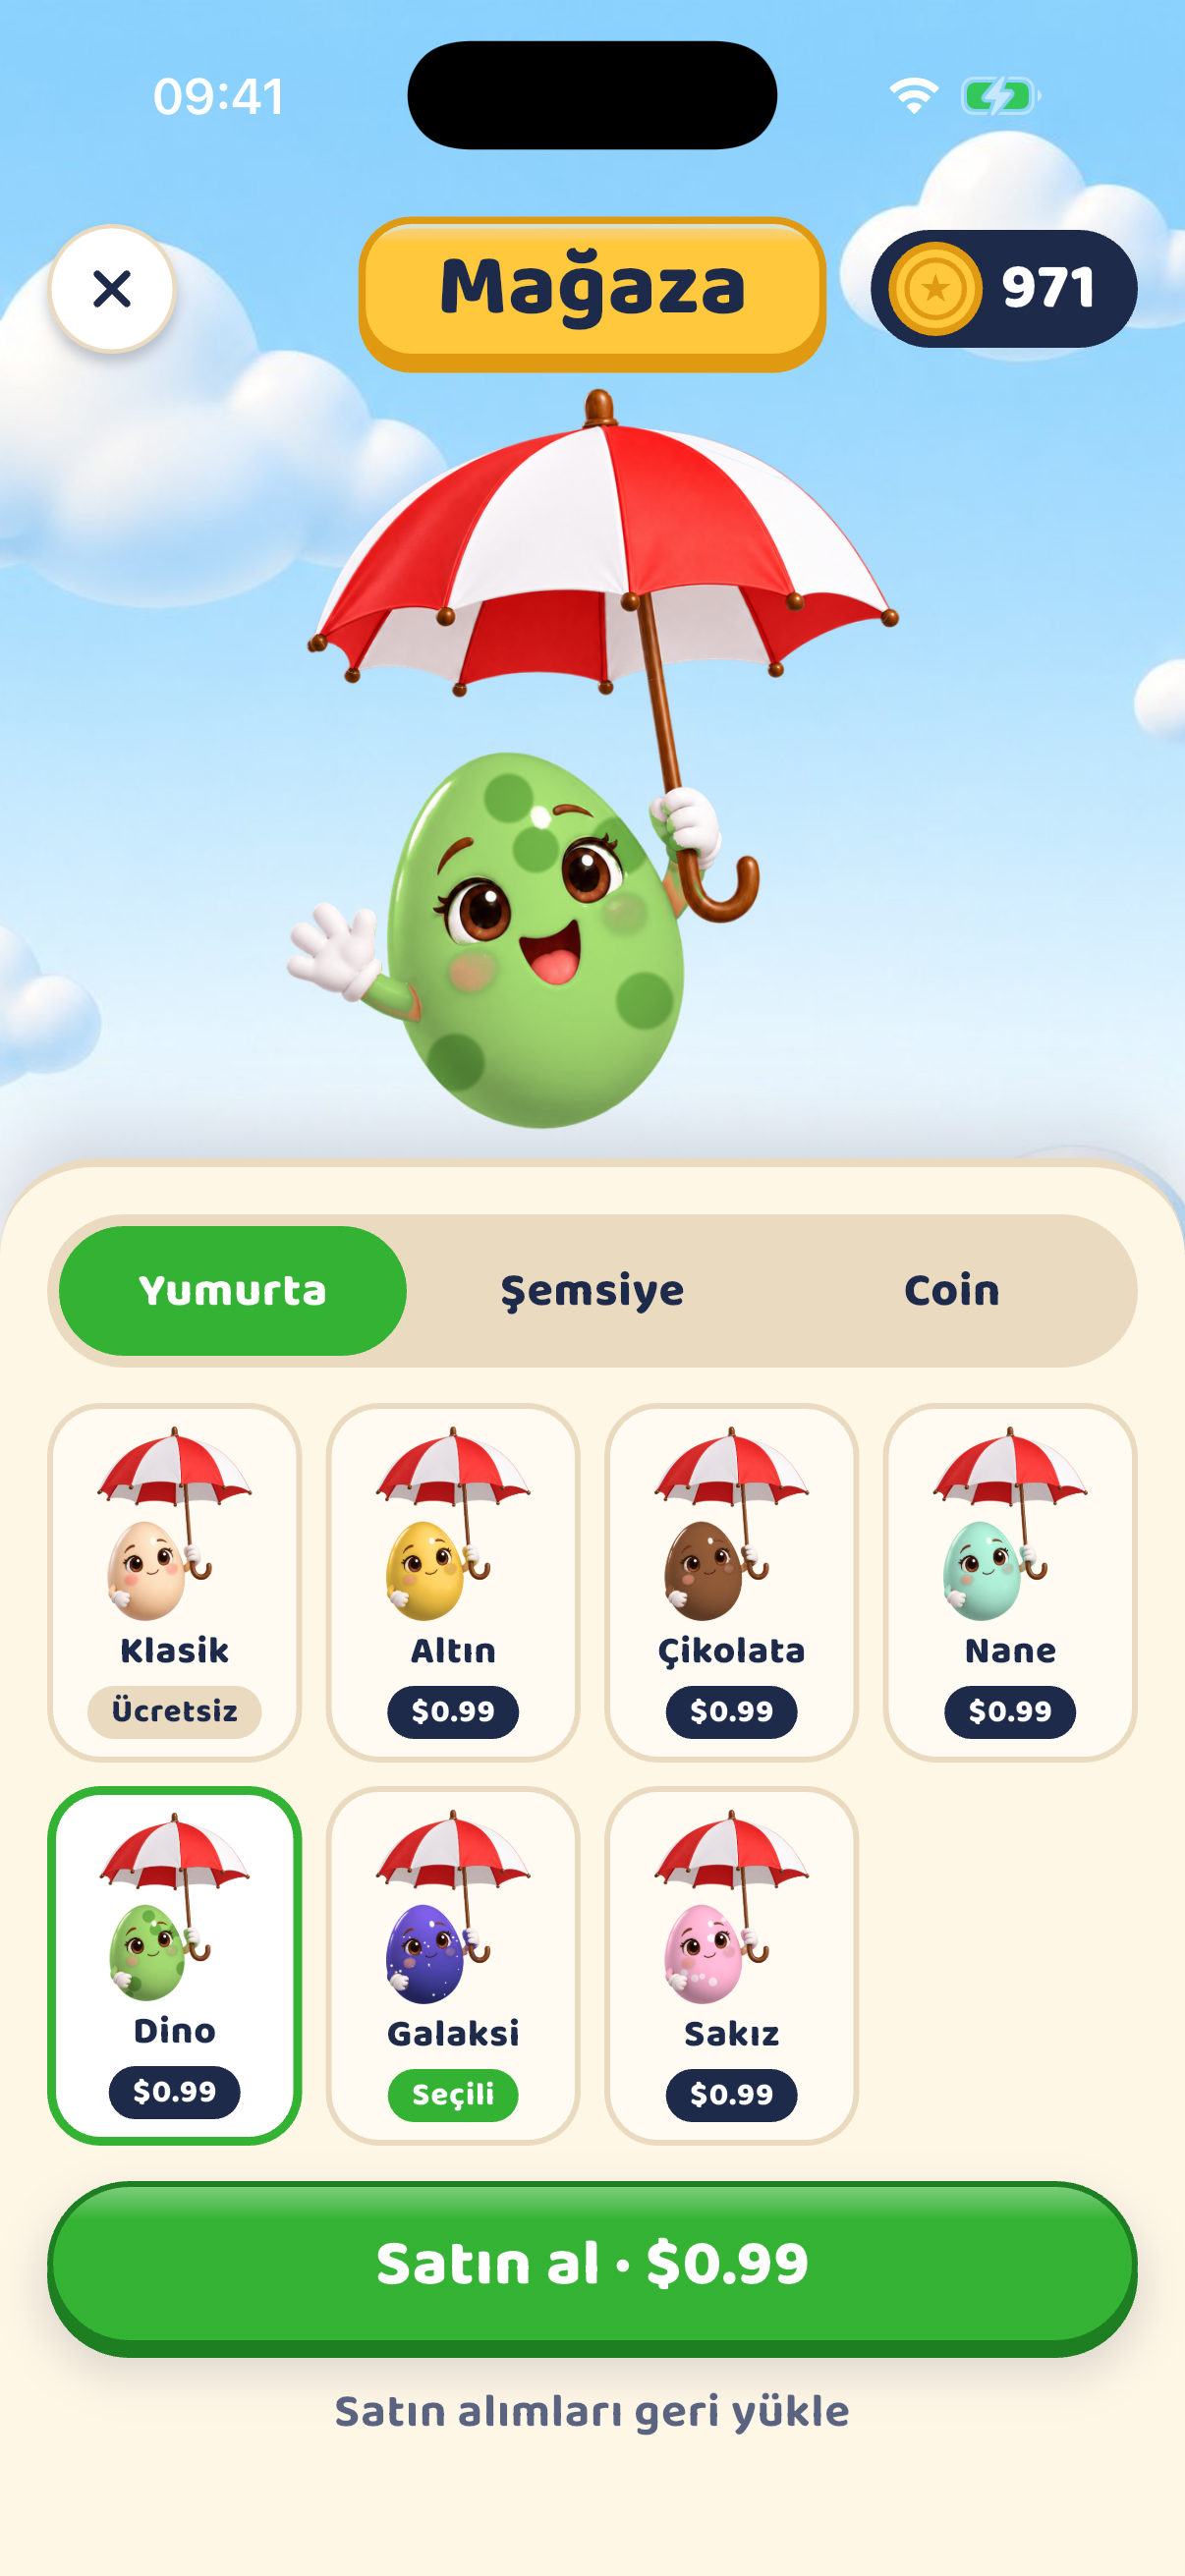 09:41
Mağaza
971
Yumurta
Şemsiye
Coin
Klasik
Ücretsiz
Altın
$0.99
Çikolata
$0.99
Nane
$0.99
Dino
$0.99
Galaksi
Seçili
Sakız
$0.99
Satın al · $0.99
Satın alımları geri yükle